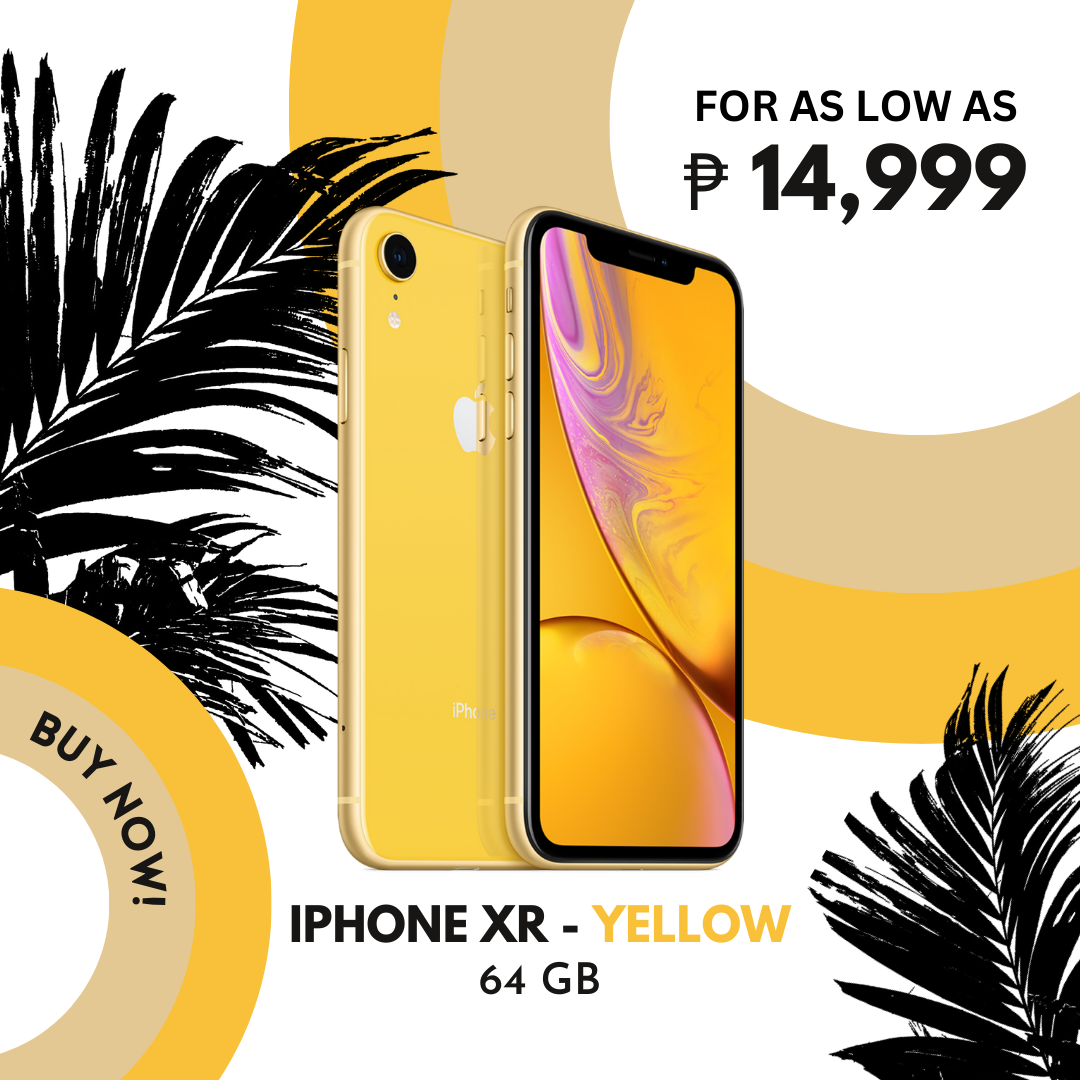 FOR AS LOW AS
₱ 14,999
iPhone
BUY NOW!
IPHONE XR - YELLOW
64 GB